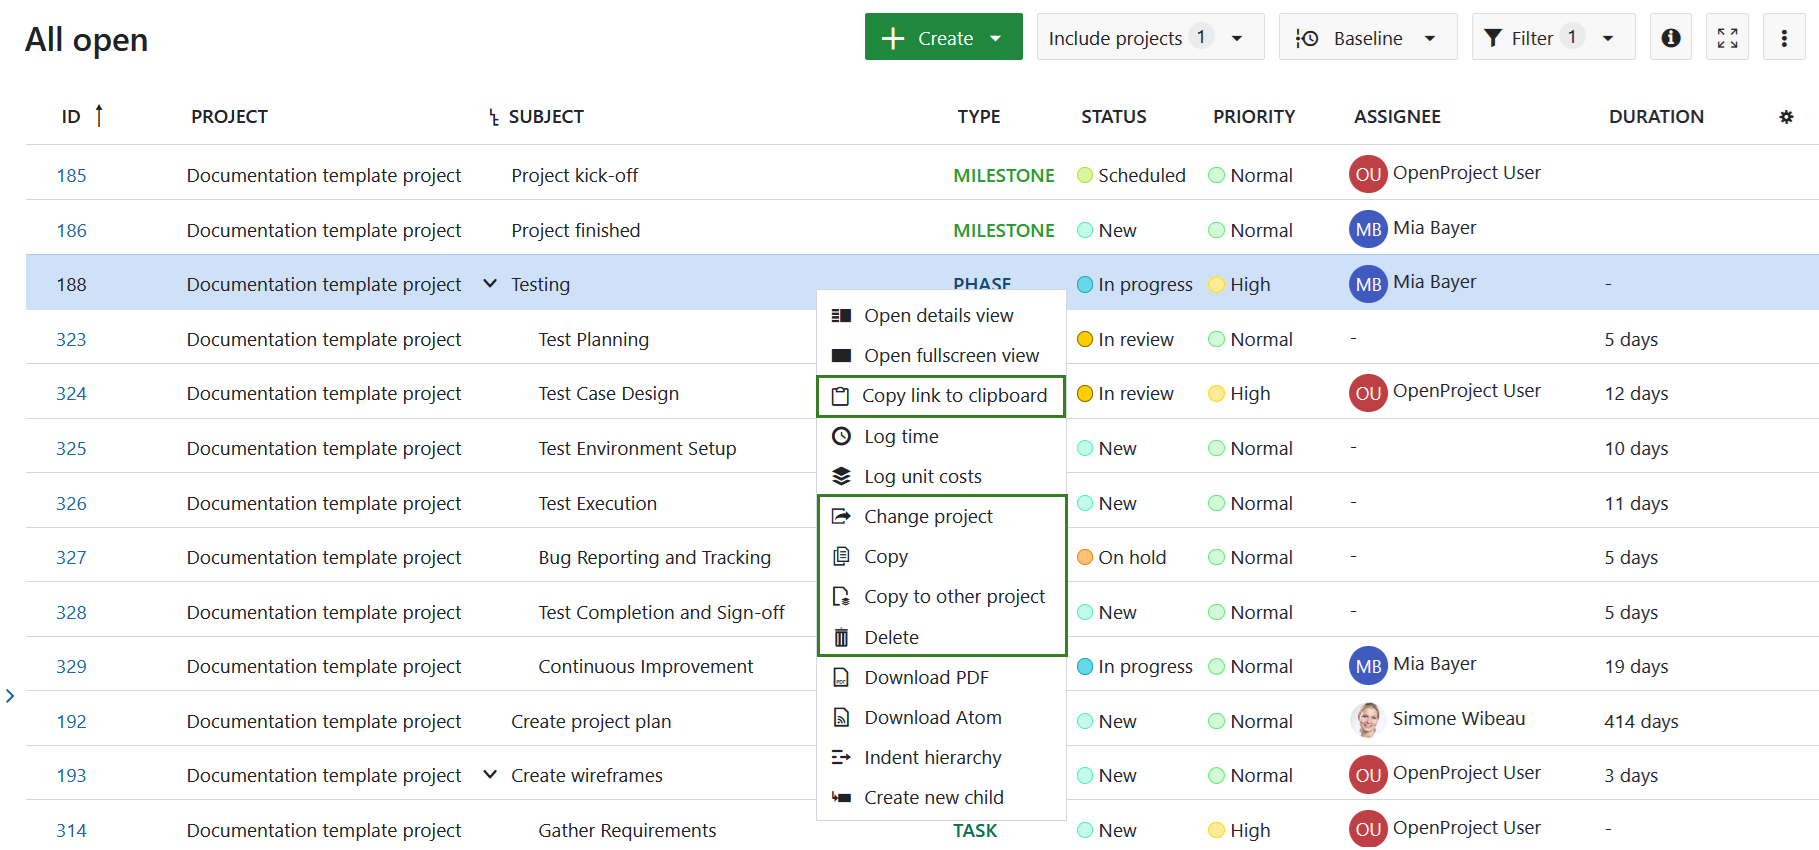 All open
Create
Include projects 1
Baseline
Filter 1
ID PROJECT SUBJECT TYPE STATUS PRIORITY ASSIGNEE DURATION
185 Documentation template project Project kick-off MILESTONE Scheduled Normal OU OpenProject User
186 Documentation template project Project finished MILESTONE New Normal MB Mia Bayer
188 Documentation template project Testing PHASE In progress High MB Mia Bayer -
323 Documentation template project Test Planning In review Normal - 5 days
324 Documentation template project Test Case Design In review High OU OpenProject User 12 days
325 Documentation template project Test Environment Setup New Normal - 10 days
326 Documentation template project Test Execution New Normal - 11 days
327 Documentation template project Bug Reporting and Tracking On hold Normal - 5 days
328 Documentation template project Test Completion and Sign-off New Normal - 5 days
329 Documentation template project Continuous Improvement In progress MB Mia Bayer 19 days
192 Documentation template project Create project plan New Normal Simone Wibeau 414 days
193 Documentation template project Create wireframes New Normal OU OpenProject User 3 days
314 Documentation template project Gather Requirements TASK New High OU OpenProject User -
Open details view
Open fullscreen view
Copy link to clipboard
Log time
Log unit costs
Change project
Copy
Copy to other project
Delete
Download PDF
Download Atom
Indent hierarchy
Create new child